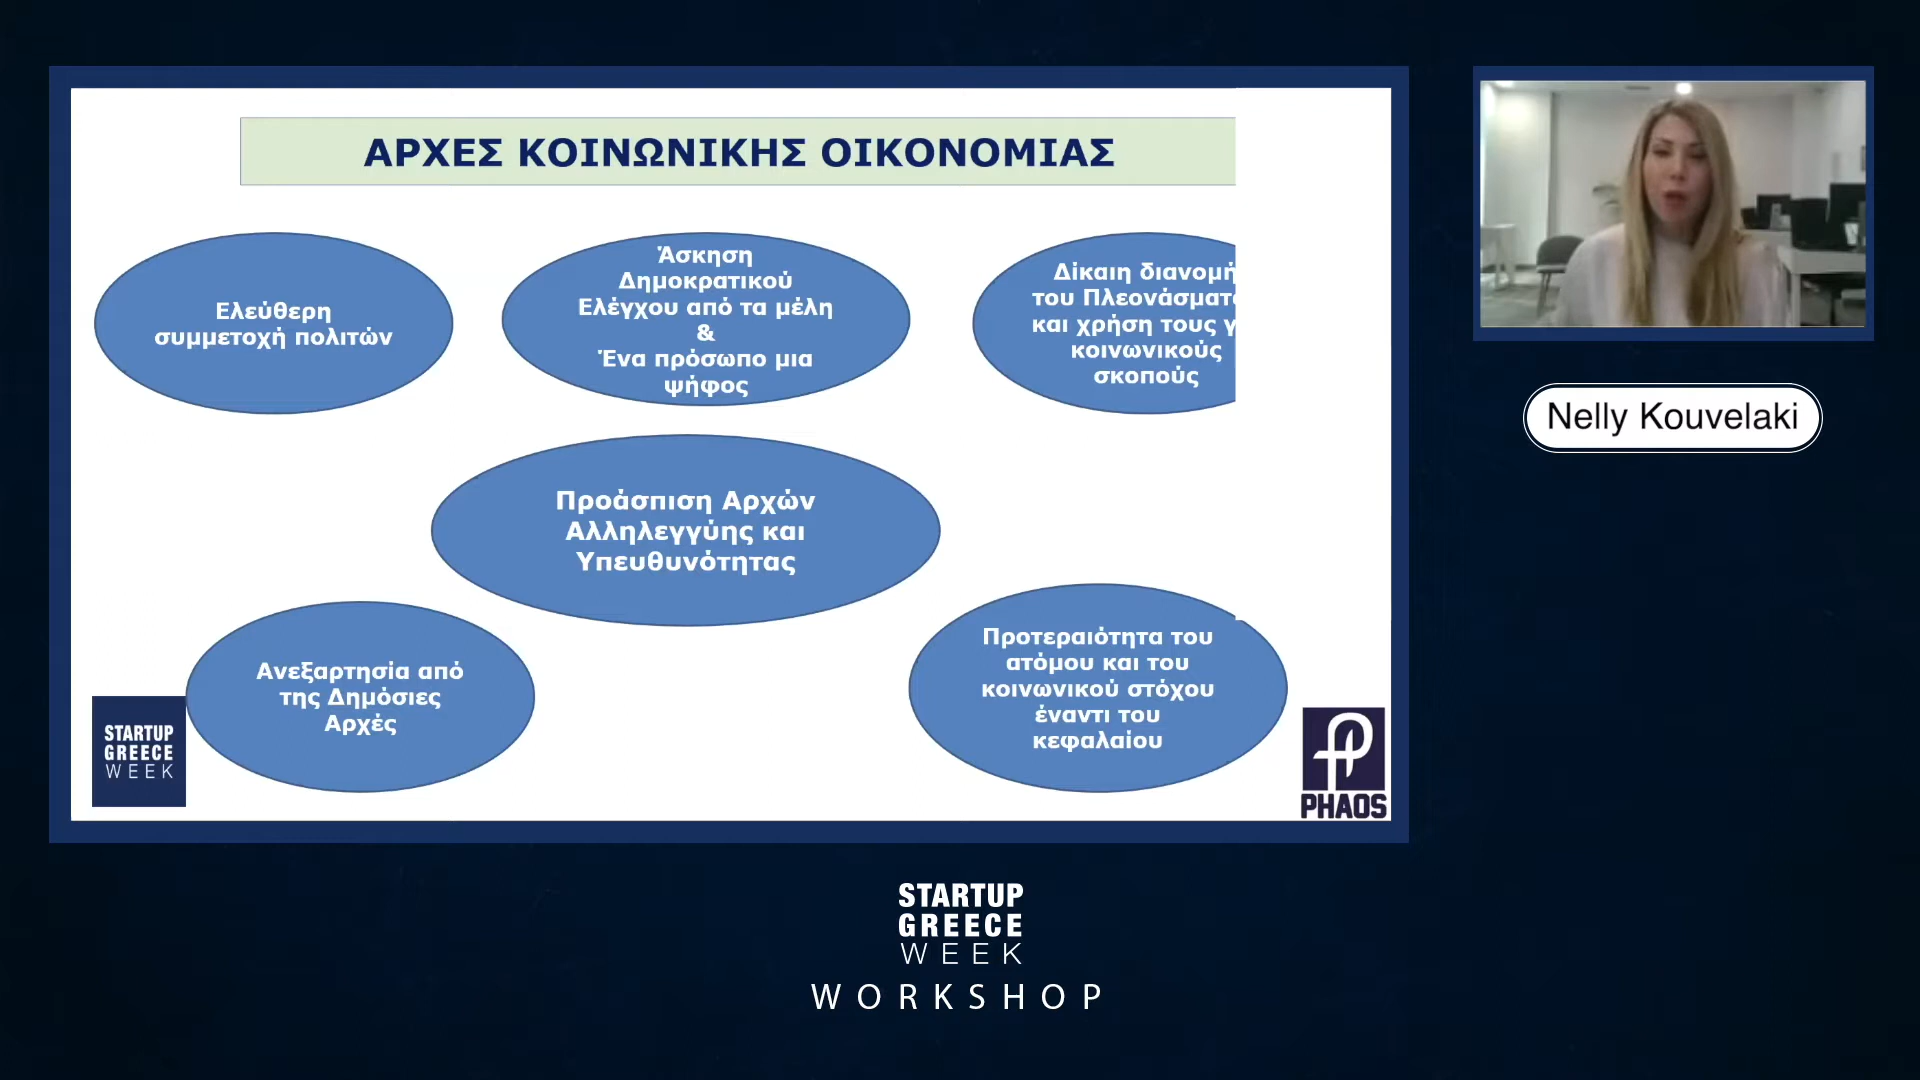 ΑΡΧΕΣ ΚΟΙΝΩΝΙΚΗΣ ΟΙΚΟΝΟΜΙΑΣ
Ελεύθερη
συμμετοχή πολιτών
Άσκηση
Δημοκρατικού
Ελέγχου από τα μέλη
&
Ένα πρόσωπο μια
ψήφος
Δίκαιη διανομή
του
και χρήση τους
κοινωνικούς
σκοπούς
Προάσπιση Αρχών
Αλληλεγγύης και
Υπευθυνότητας
Ανεξαρτησία από
της Δημόσιες
Αρχές
Προτεραιότητα του
ατόμου και του
κοινωνικού στόχου
έναντι του
κεφαλαίου
STARTUP
GREECE
WEEK
PHAOS
Nelly Kouvelaki
STARTUP
GREECE
WEEK
WORKSHOP